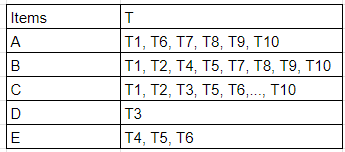 Items T
A T1, T6, T7, T8, T9, T10
B T1, T2, T4, T5, T7, T8, T9, T10
C T1, T2, T3, T5, T6,..., T10
D T3
E T4, T5, T6